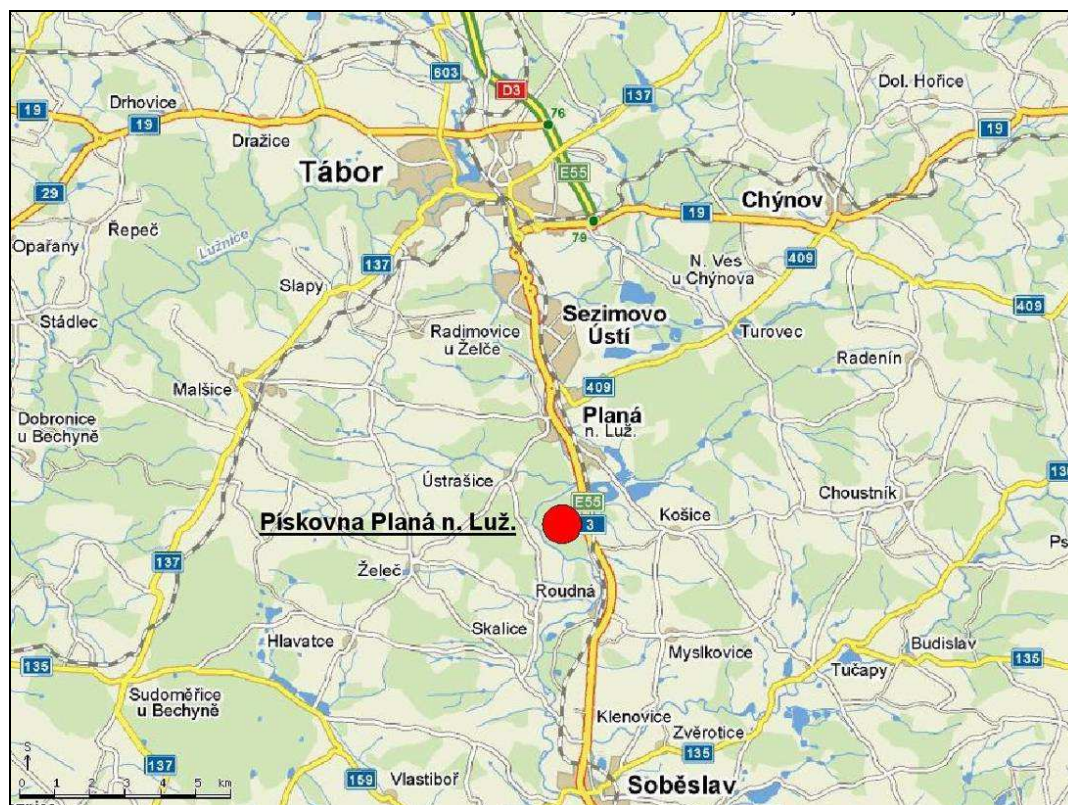 603
D3
137
Dol. Hořice
19
Drhovice
19
76
19
Dražice
Tábor
E55
29
Chýnov
Řepeč
19
Opařany
Lužnice
79
137
N. Ves
u Chýnova
409
Slapy
409
Stádlec
Sezimovo
Ústí
Radimovice
u Želče
Turovec
Radenín
Malšice
409
Dobronice
u Bechyně
Planá
n. Luž.
Ústrašice
130
Choustník
E55
Pískovna Planá n. Luž.
3
Košice
Ps
137
Želeč
Roudná
Skalice
Hlavatce
Myslkovice
Budislav
135
135
Tučapy
Sudoměřice
u Bechyně
Klenovice
Zvěrotice
135
S
137
0 1 2 3 4 5 km
159
Vlastiboř
Soběslav